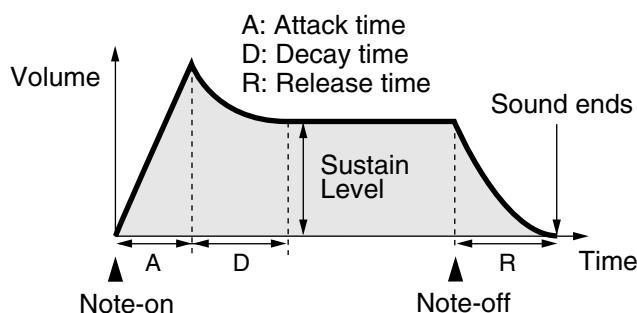 A: Attack time
D: Decay time
R: Release time
Volume
Sound ends
Sustain
Level
A
D
R
Time
Note-on
Note-off